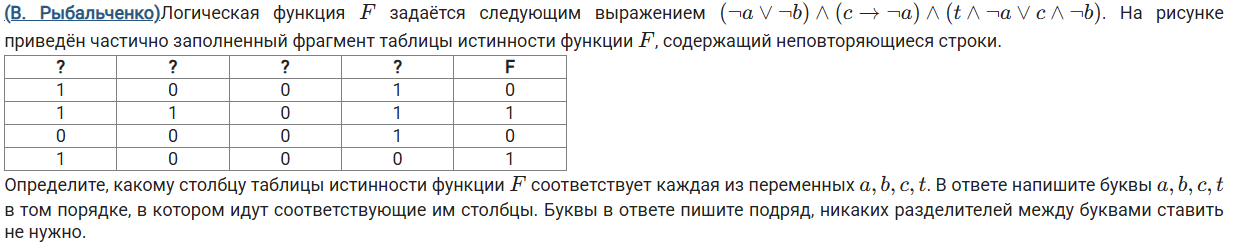 (В. Рыбальченко)Логическая функция F задаётся следующим выражением (¬a ∨ ¬b) ∧ (c → ¬a) ∧ (t ∧ ¬a ∨ c ∧ ¬b). На рисунке
приведён частично заполненный фрагмент таблицы истинности функции F, содержащий неповторяющиеся строки.
? ? ? ? F
1 0 0 1 0
1 1 0 1 1
0 0 0 1 0
1 0 0 0 1
Определите, какому столбцу таблицы истинности функции F соответствует каждая из переменных a, b, c, t. В ответе напишите буквы a, b, c, t
в том порядке, в котором идут соответствующие им столбцы. Буквы в ответе пишите подряд, никаких разделителей между буквами ставить
не нужно.